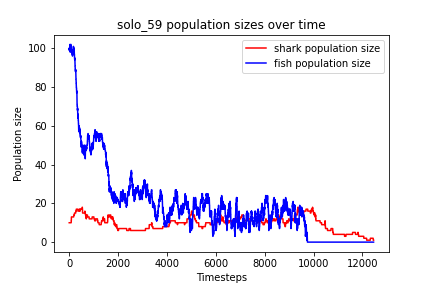 solo_59 population sizes over time
shark population size
fish population size
Population size
100
80
60
40
20
0
0 2000 4000 6000 8000 10000 12000
Timesteps